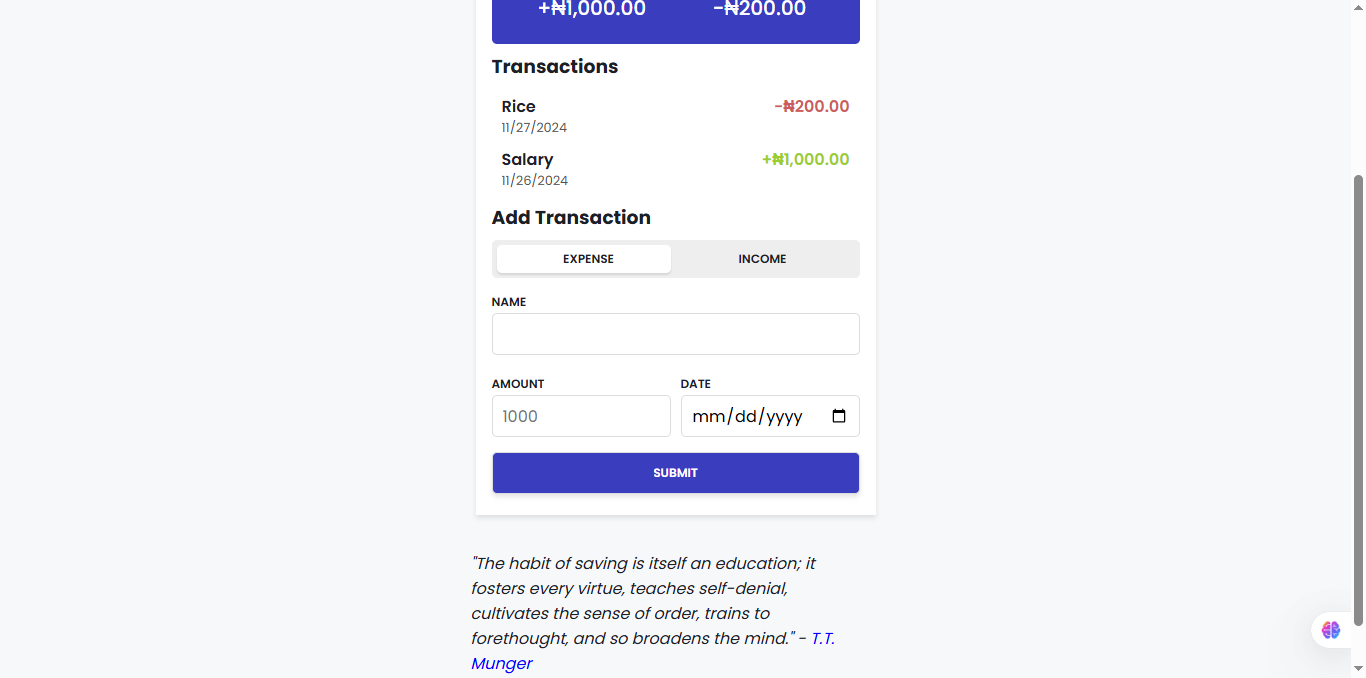 +₦1,000.00 -₦200.00
Transactions
Rice -₦200.00
11/27/2024
Salary +₦1,000.00
11/26/2024
Add Transaction
EXPENSE INCOME
NAME
AMOUNT DATE
1000 mm/dd/yyyy
SUBMIT
"The habit of saving is itself an education; it
fosters every virtue, teaches self-denial,
cultivates the sense of order, trains to
forethought, and so broadens the mind." - T.T.
Munger